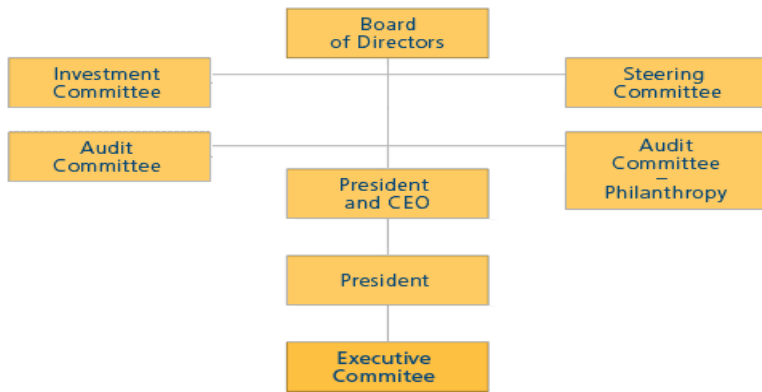 Board
of Directors
Investment
Committee
Steering
Committee
Audit
Committee
Audit
Committee
–
Philanthropy
President
and CEO
President
Executive
Commitee